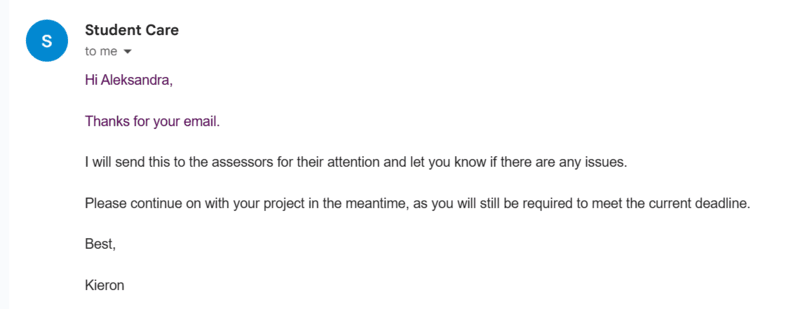 S
Student Care
to me
Hi Aleksandra,
Thanks for your email.
I will send this to the assessors for their attention and let you know if there are any issues.
Please continue on with your project in the meantime, as you will still be required to meet the current deadline.
Best,
Kieron